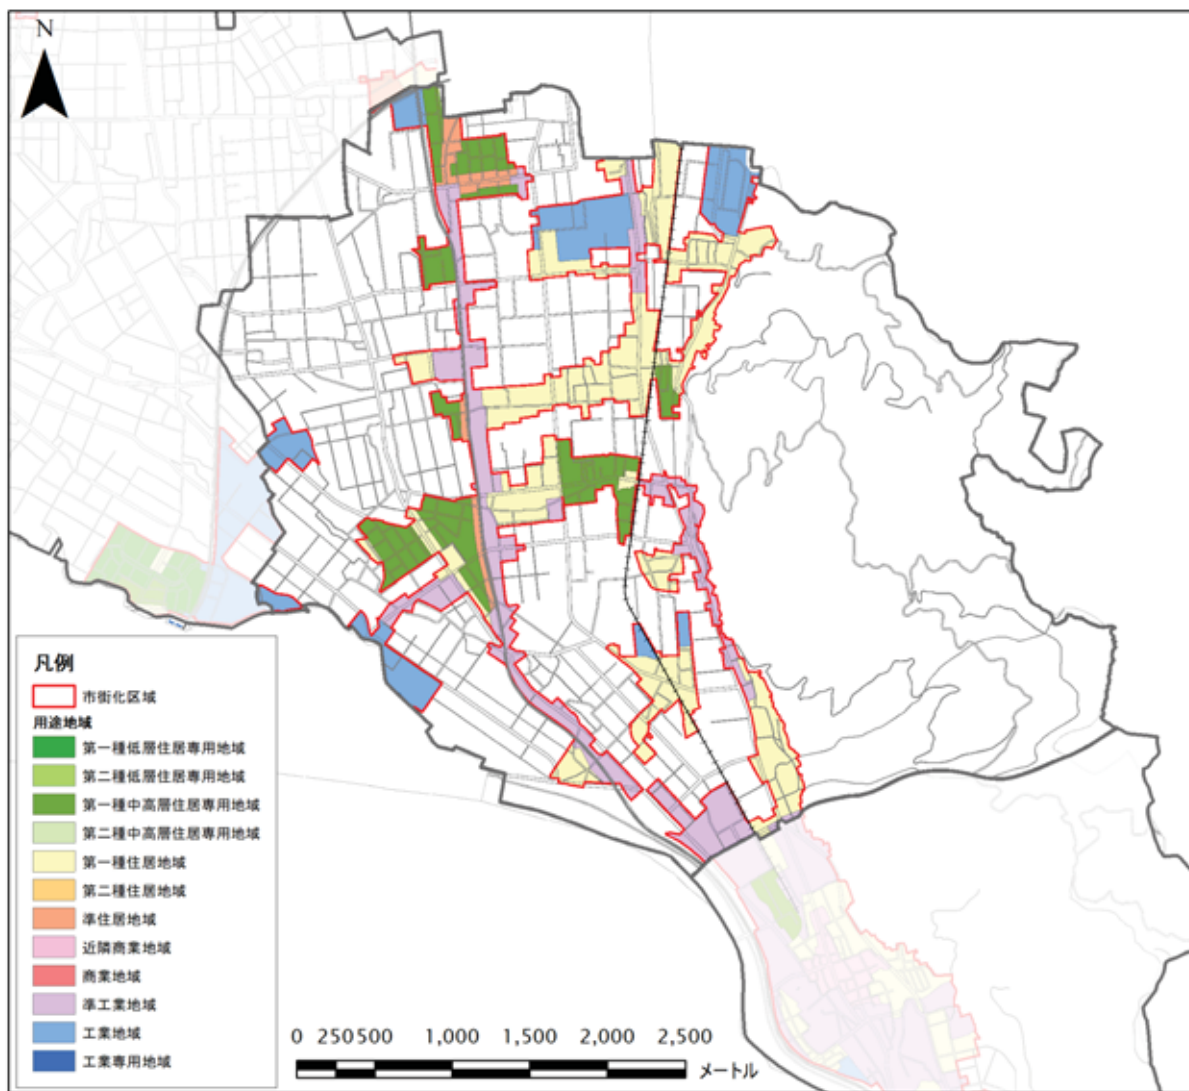 N
凡例
市街化区域
用途地域
第一種低層住居専用地域
第二種低層住居専用地域
第一種中高層住居専用地域
第二種中高層住居専用地域
第一種住居地域
第二種住居地域
準住居地域
近隣商業地域
商業地域
準工業地域
工業地域
工業専用地域
0 250 500 1,000 1,500 2,000 2,500
メートル